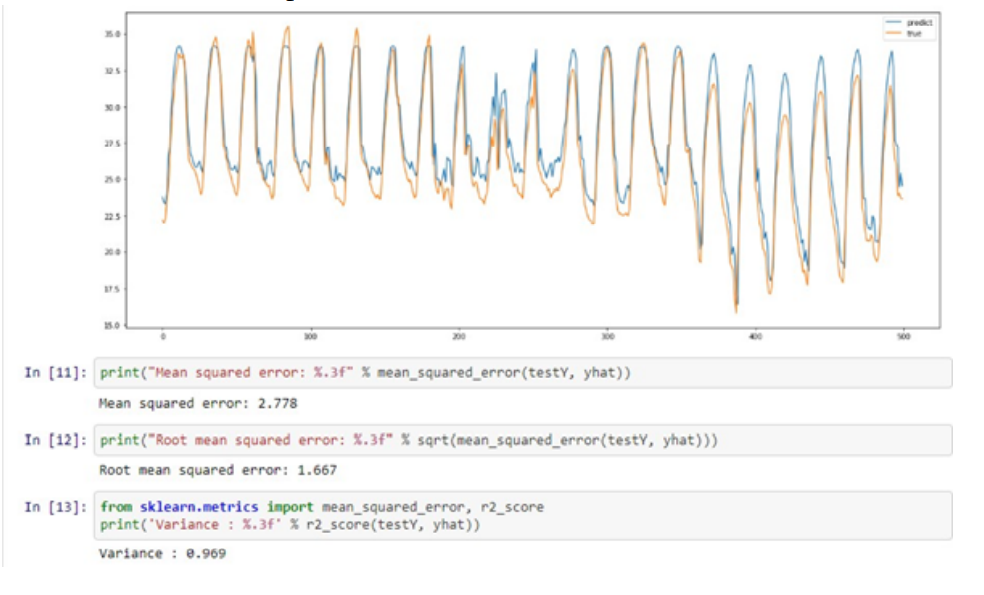 35.0
32.5
30.0
27.5
25.0
22.5
20.0
17.5
15.0
predict
true
0 100 200 300 400 500
In [11]: print("Mean squared error: %.3f" % mean_squared_error(testY, yhat))
Mean squared error: 2.778
In [12]: print("Root mean squared error: %.3f" % sqrt(mean_squared_error(testY, yhat)))
Root mean squared error: 1.667
In [13]: from sklearn.metrics import mean_squared_error, r2_score
print('Variance : %.3f' % r2_score(testY, yhat))
Variance : 0.969